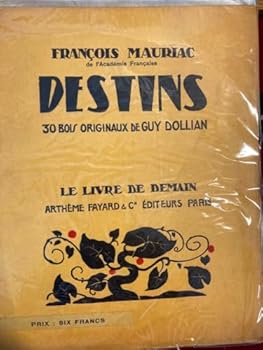 FRANÇOIS MAURIAC
de l'Académie Française
DESTINS
30 BOIS ORIGINAUX DE GUY DOLLIAN
LE LIVRE DE DEMAIN
ARTHÈME FAYARD & Cie ÉDITEURS PARIS
PRIX : SIX FRANCS